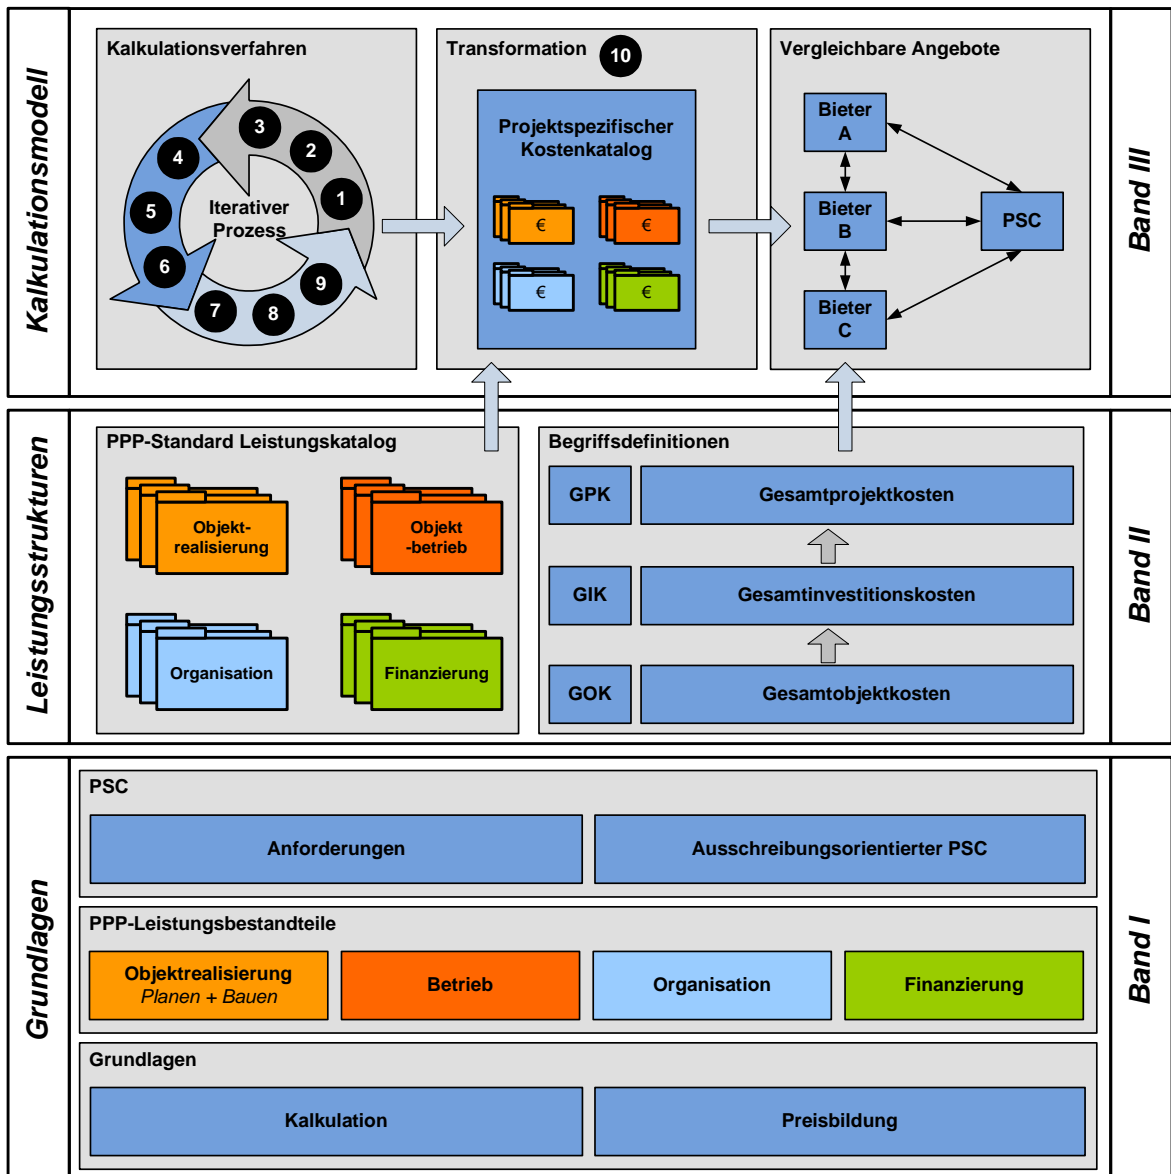 Kalkulationsmodell
Kalkulationsverfahren
3
2
1
4
5
6
7
8
9
Iterativer
Prozess
Transformation
10
Projektspezifischer
Kostenkatalog
€
€
€
€
Vergleichbare Angebote
Bieter
A
Bieter
B
Bieter
C
PSC
Band III
Leistungsstrukturen
PPP-Standard Leistungskatalog
Objekt-
realisierung
Objekt
-betrieb
Organisation
Finanzierung
Begriffsdefinitionen
GPK
Gesamtprojektkosten
GIK
Gesamtinvestitionskosten
GOK
Gesamtobjektkosten
Band II
Grundlagen
PSC
Anforderungen
Ausschreibungsorientierter PSC
PPP-Leistungsbestandteile
Objektrealisierung
Planen + Bauen
Betrieb
Organisation
Finanzierung
Grundlagen
Kalkulation
Preisbildung
Band I